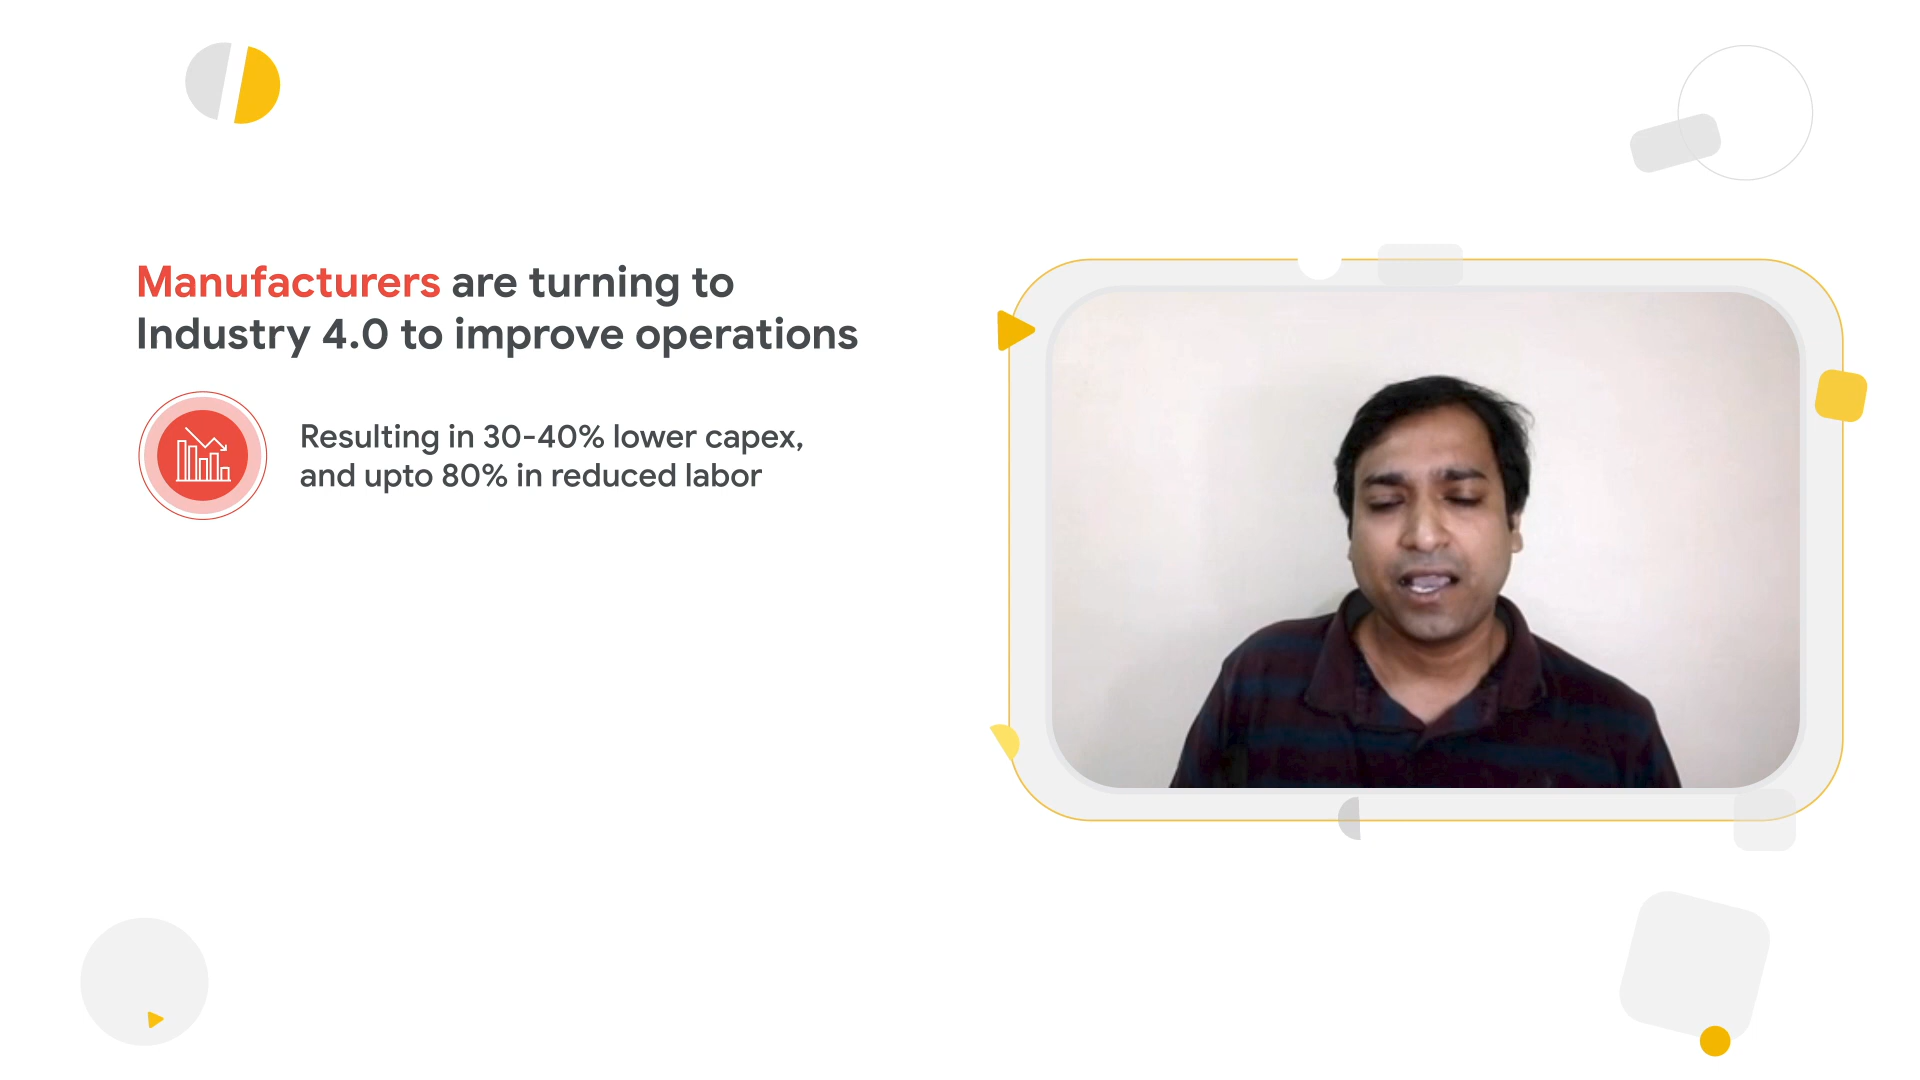 Manufacturers are turning to
Industry 4.0 to improve operations
Resulting in 30-40% lower capex,
and upto 80% in reduced labor